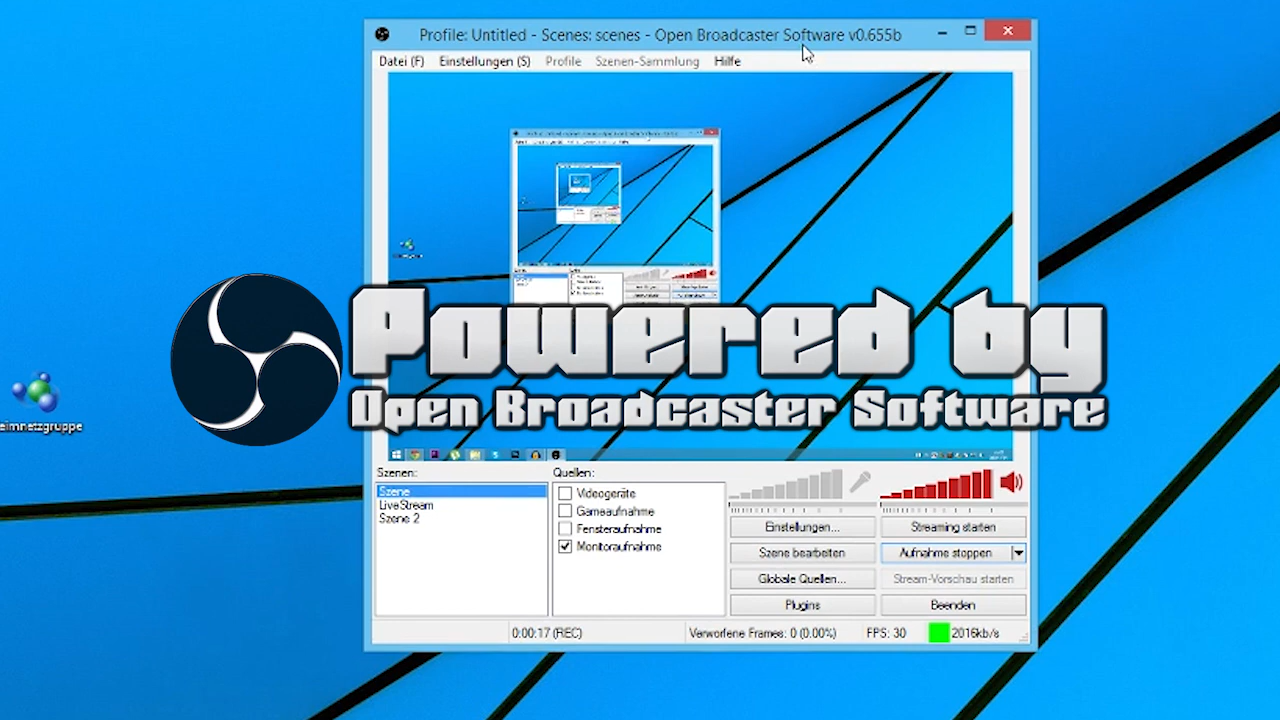 Profile: Untitled - Scenes: scenes - Open Broadcaster Software v0.655b
Datei (F) Einstellungen (S) Profile Szenen-Sammlung Hilfe
Powered by
Open Broadcaster Software
eimnetzgruppe
Szenen:
Szene
LiveStream
Szene 2
Quellen:
Videogeräte
Gameaufnahme
Fensteraufnahme
Monitoraufnahme
Einstellungen... Streaming starten
Szene bearbeiten Aufnahme stoppen
Globale Quellen... Stream-Vorschau starten
Plugins Beenden
0:00:17 (REC) Verworfene Frames: 0 (0.00%) FPS: 30 2016kb/s